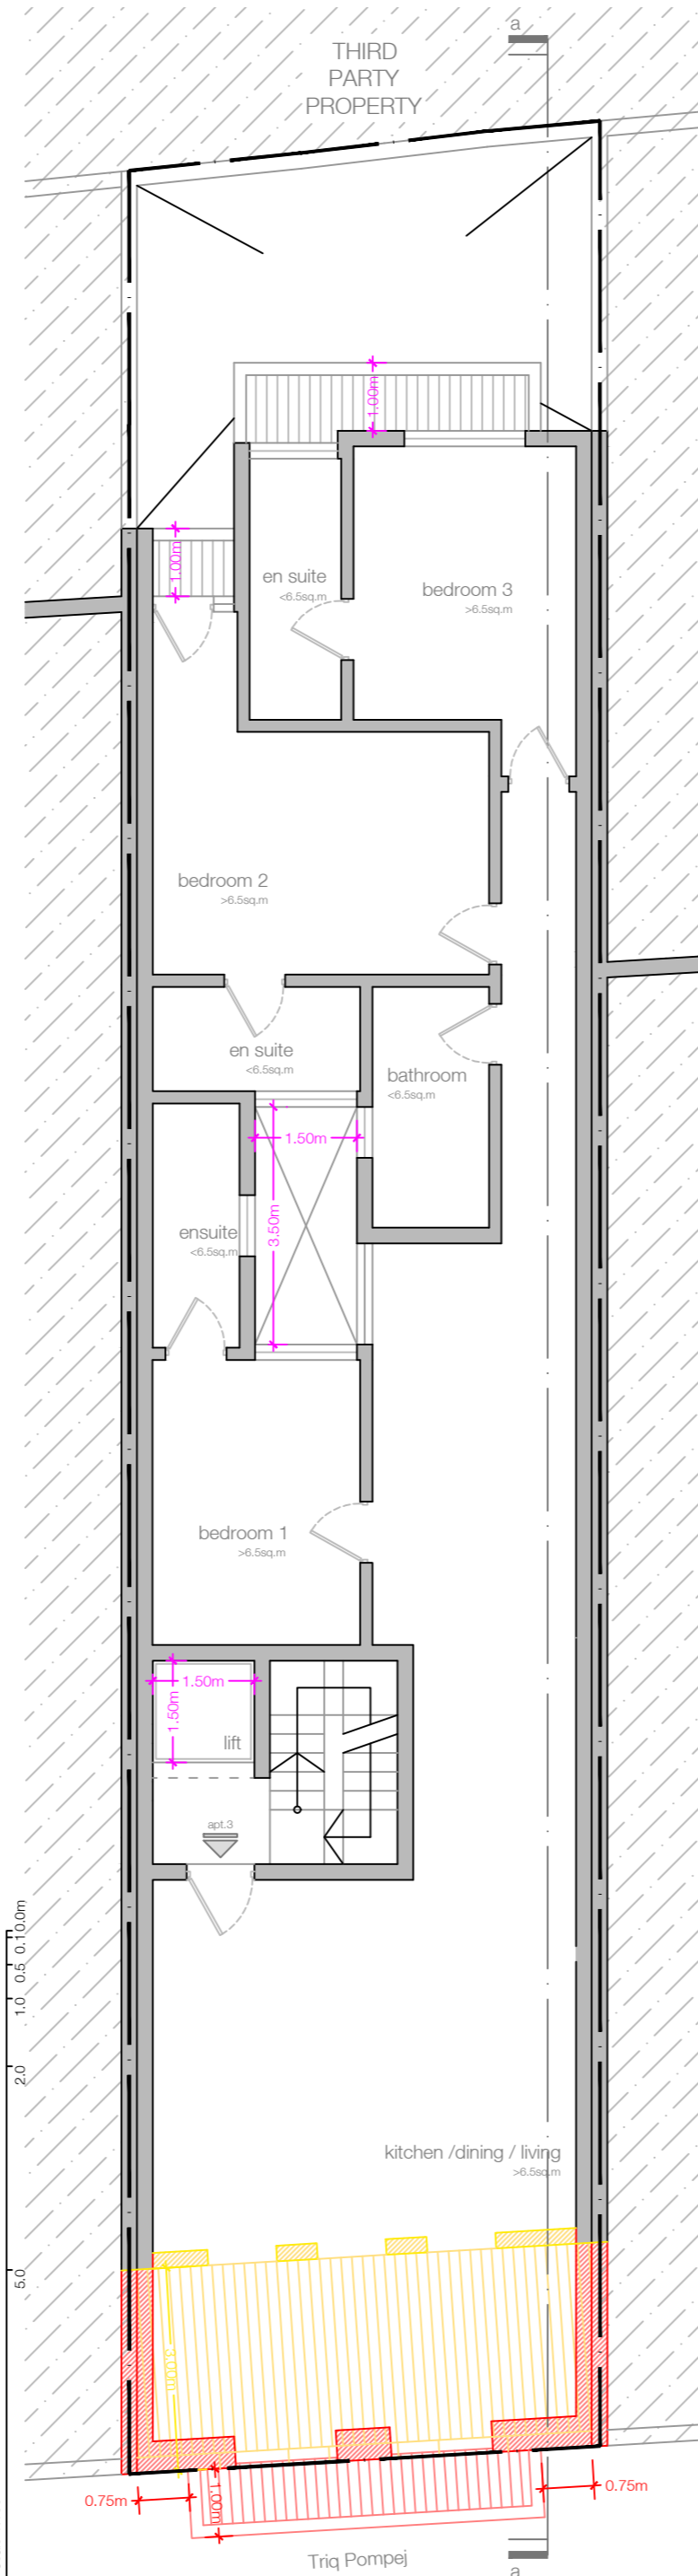 a
THIRD
PARTY
PROPERTY
1.00m
1.00m
en suite
<6.5sq.m
bedroom 3
>6.5sq.m
bedroom 2
>6.5sq.m
en suite
<6.5sq.m
bathroom
<6.5sq.m
1.50m
3.50m
ensuite
<6.5sq.m
bedroom 1
>6.5sq.m
1.50m
1.50m
lift
apt.3
0.0m
0.1
0.5
1.0
2.0
5.0
kitchen /dining / living
>6.5sq.m
3.00m
0.75m
1.00m
0.75m
Triq Pompej
a